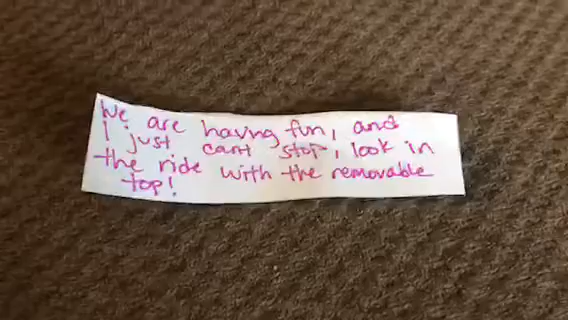 We are having fun, and
I just cant stop, look in
the ride with the removable
top!